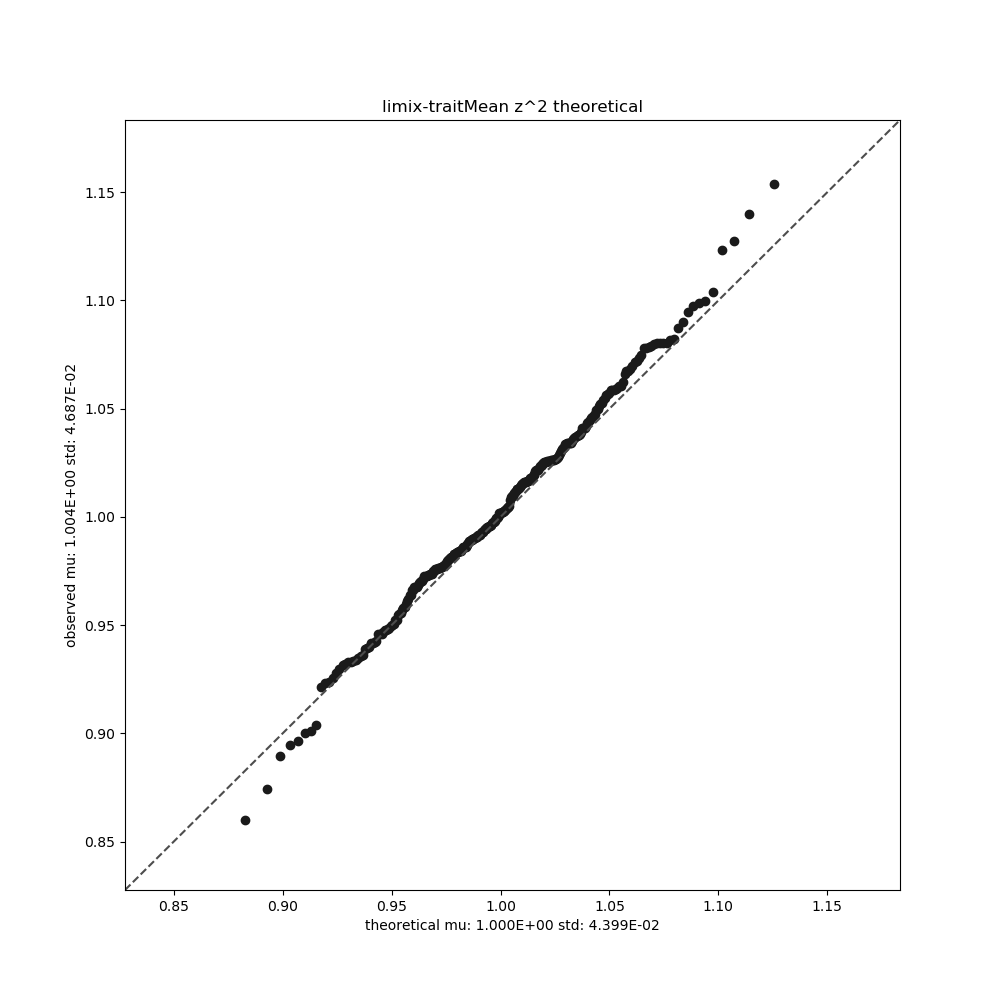 limix-traitMean z^2 theoretical
1.15
1.10
1.05
1.00
0.95
0.90
0.85
observed mu: 1.004E+00 std: 4.687E-02
0.85 0.90 0.95 1.00 1.05 1.10 1.15
theoretical mu: 1.000E+00 std: 4.399E-02